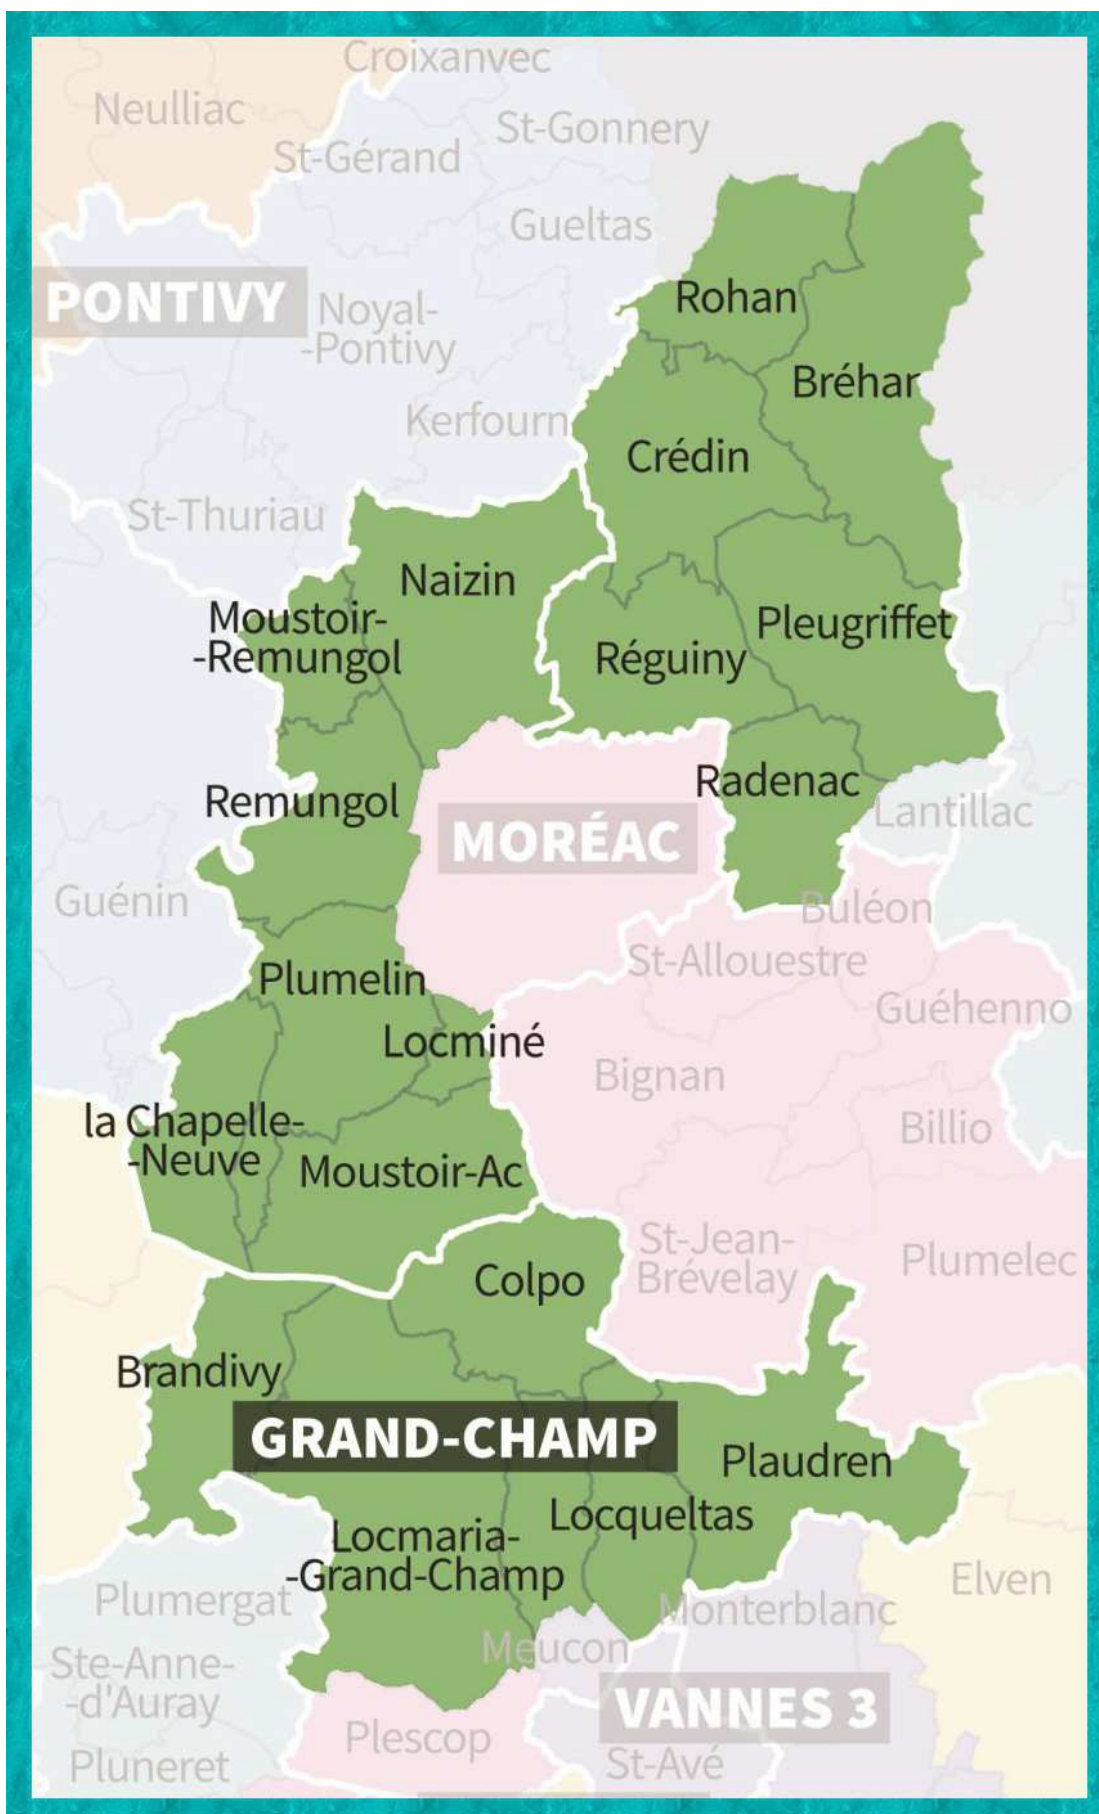 Croixanvec
Neulliac
St-Gonnery
St-Gérand
Gueltas
PONTIVY
Noyal-
-Pontivy
Rohan
Bréhan
Kerfourn
Crédin
St-Thuriau
Naizin
Moustoir-
-Remungol
Pleugriffet
Réguiny
Radenac
Remungol
Lantillac
MORÉAC
Guénin
Buléon
St-Allouestre
Plumelin
Guéhenno
Locminé
Bignan
la Chapelle-
-Neuve
Billio
Moustoir-Ac
St-Jean-
Brévelay
Plumelec
Colpo
Brandivy
GRAND-CHAMP
Plaudren
Locqueltas
Locmaria-
-Grand-Champ
Elven
Plumergat
Monterblanc
Meucon
Ste-Anne-
-d'Auray
VANNES 3
Plescop
Pluneret
St-Avé